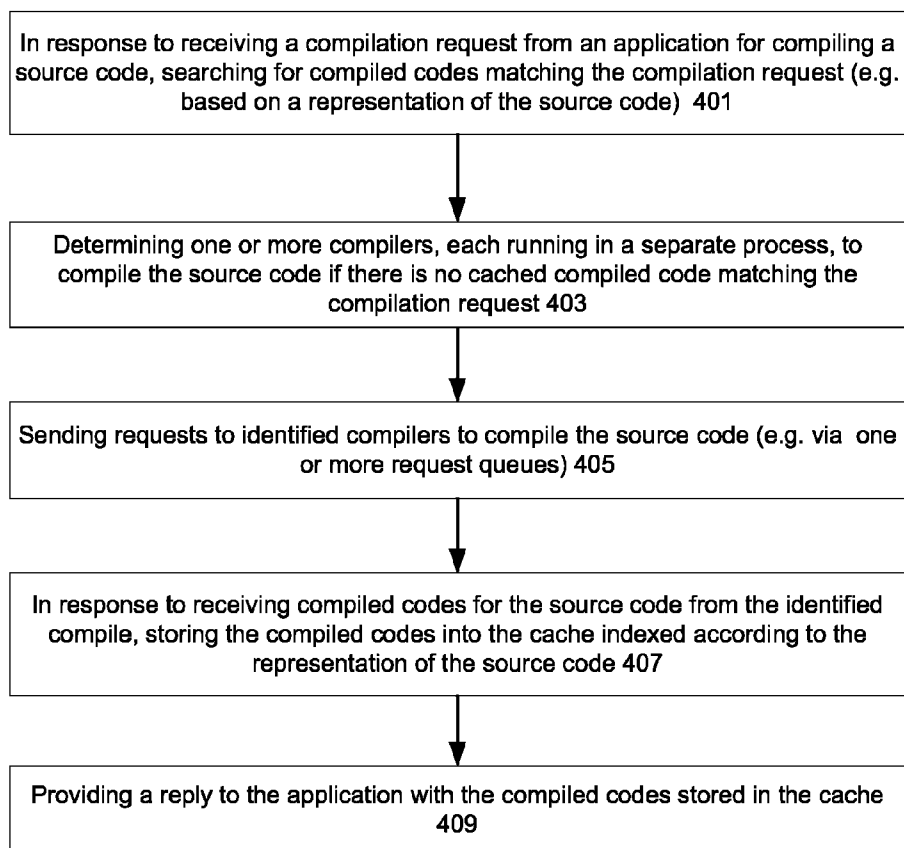 In response to receiving a compilation request from an application for compiling a
source code, searching for compiled codes matching the compilation request (e.g.
based on a representation of the source code)  401
Determining one or more compilers, each running in a separate process, to
compile the source code if there is no cached compiled code matching the
compilation request 403
Sending requests to identified compilers to compile the source code (e.g. via  one
or more request queues) 405
In response to receiving compiled codes for the source code from the identified
compile, storing the compiled codes into the cache indexed according to the
representation of the source code 407
Providing a reply to the application with the compiled codes stored in the cache
409